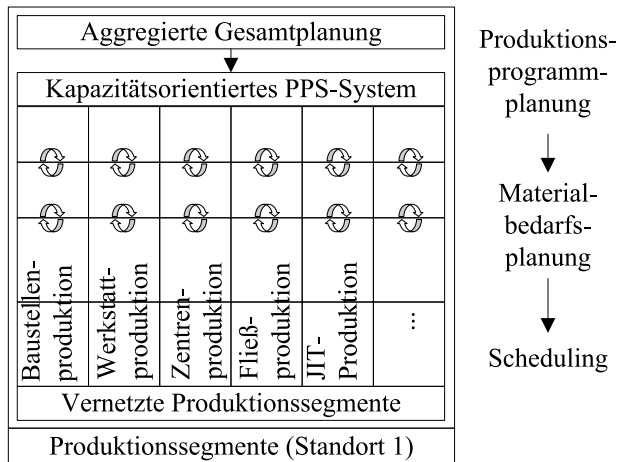 Aggregierte Gesamtplanung
Kapazitätsorientiertes PPS-System
Baustellen-
produktion
Werkstatt-
produktion
Zentren-
produktion
Fließ-
produktion
JIT-
Produktion
...
Vernetzte Produktionssegmente
Produktionssegmente (Standort 1)
Produktions-
programm-
planung
Material-
bedarfs-
planung
Scheduling